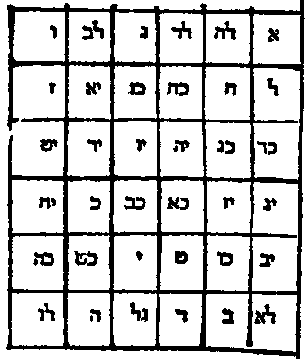 א לה לד ג לב ו
ל ח כח כז יא ז
כד כג יה יו יד יט
יג יז כא כב כ יח
יב כו ט י כט כה
לא ב ד לג ה לו